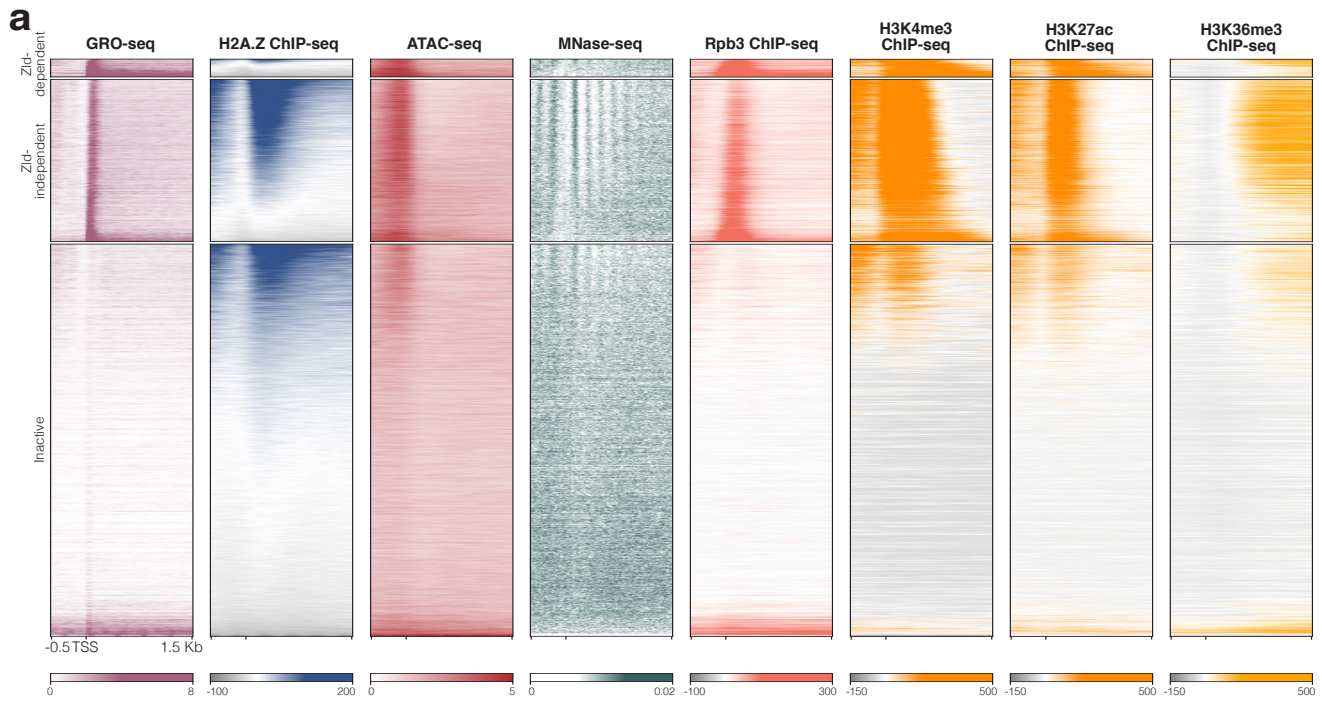 a
GRO-seq
H2A.Z ChIP-seq
ATAC-seq
MNase-seq
Rpb3 ChIP-seq
H3K4me3
ChIP-seq
H3K27ac
ChIP-seq
H3K36me3
ChIP-seq
Zld-
dependent
Zld-
independent
Inactive
-0.5 TSS 1.5 Kb
0 8
-100 200
0 5
0 0.02
-100 300
-150 500
-150 500
-150 500